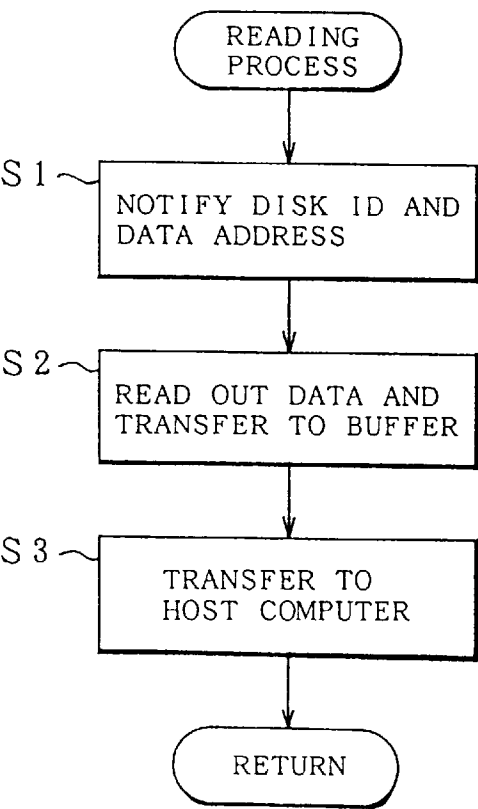 READING
PROCESS
S1
NOTIFY DISK ID AND
DATA ADDRESS
S2
READ OUT DATA AND
TRANSFER TO BUFFER
S3
TRANSFER TO
HOST COMPUTER
RETURN